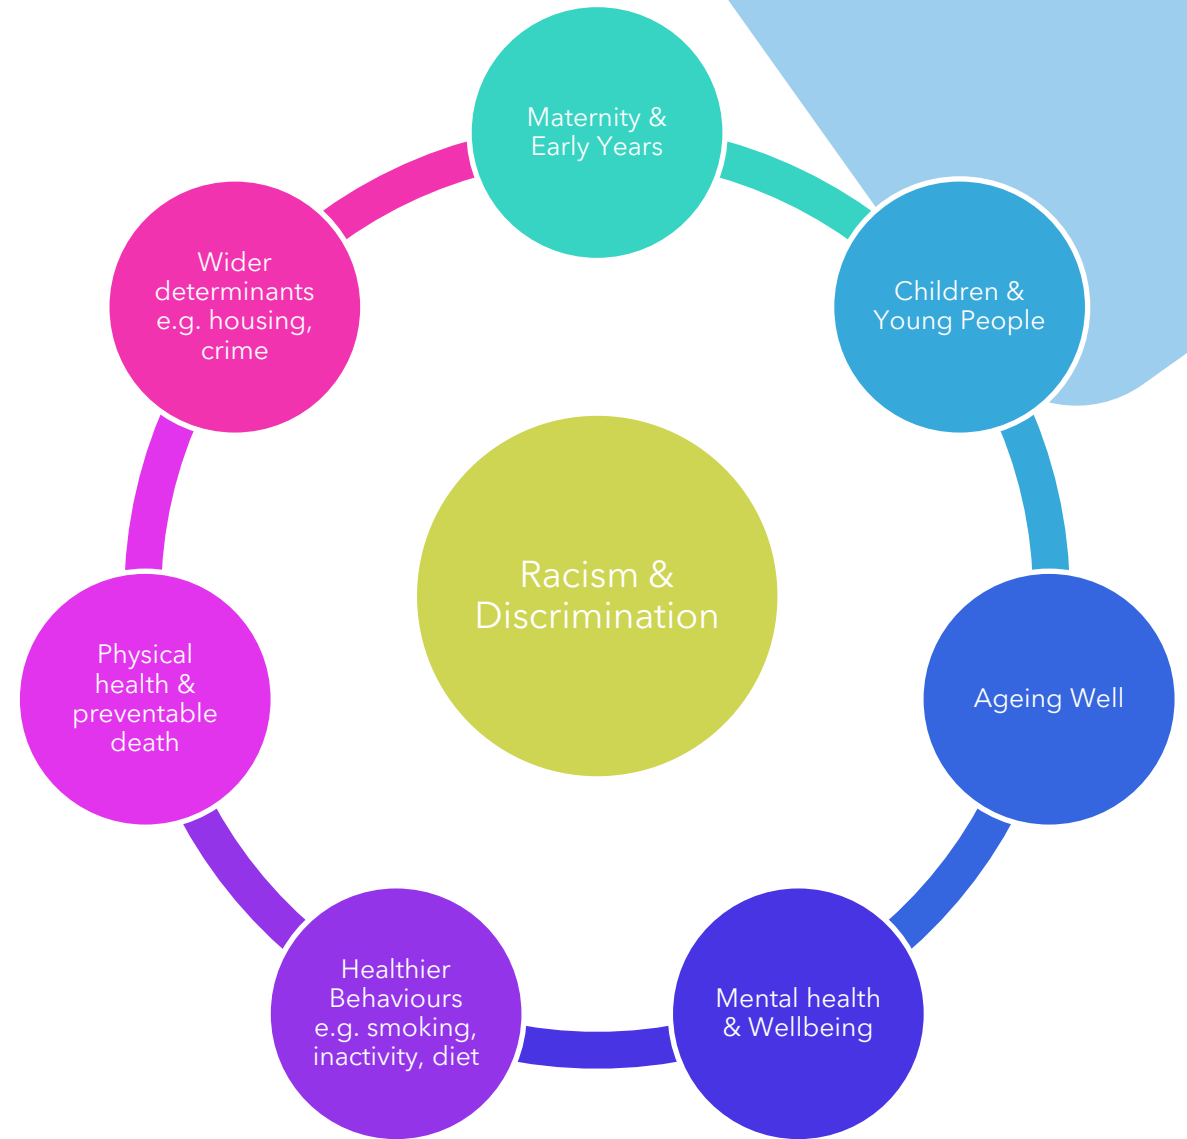 Maternity &
Early Years
Children &
Young People
Ageing Well
Mental health
& Wellbeing
Healthier
Behaviours
e.g. smoking,
inactivity, diet
Physical
health &
preventable
death
Wider
determinants
e.g. housing,
crime
Racism &
Discrimination